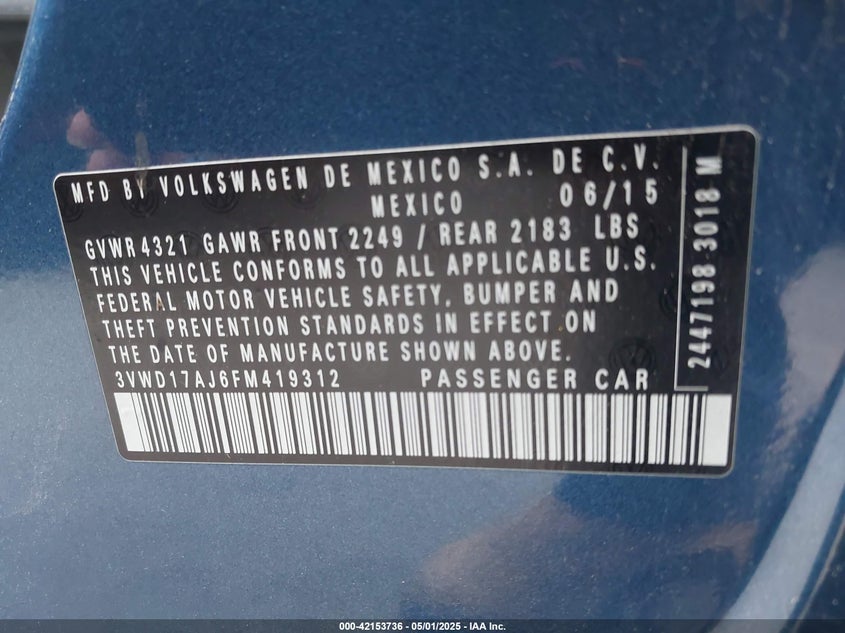 MFD BY VOLKSWAGEN DE MEXICO S.A. DE C.V.
MEXICO 06/15
GVWR 4321 GAWR FRONT 2249 / REAR 2183 LBS
THIS VEHICLE CONFORMS TO ALL APPLICABLE U.S.
FEDERAL MOTOR VEHICLE SAFETY, BUMPER AND
THEFT PREVENTION STANDARDS IN EFFECT ON
THE DATE OF MANUFACTURE SHOWN ABOVE.
3VWD17AJ6FM419312 PASSENGER CAR
2447198 3018 M
000-42153736 - 05/01/2025 - IAA Inc.